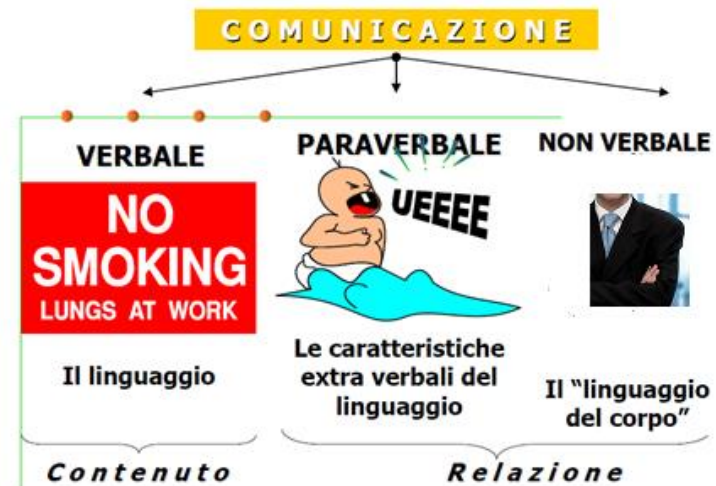 COMUNICAZIONE
VERBALE
NO
SMOKING
LUNGS AT WORK
Il linguaggio
PARAVERBALE
UEEEE
Le caratteristiche
extra verbali del
linguaggio
NON VERBALE
Il “linguaggio
del corpo”
Contenuto
Relazione